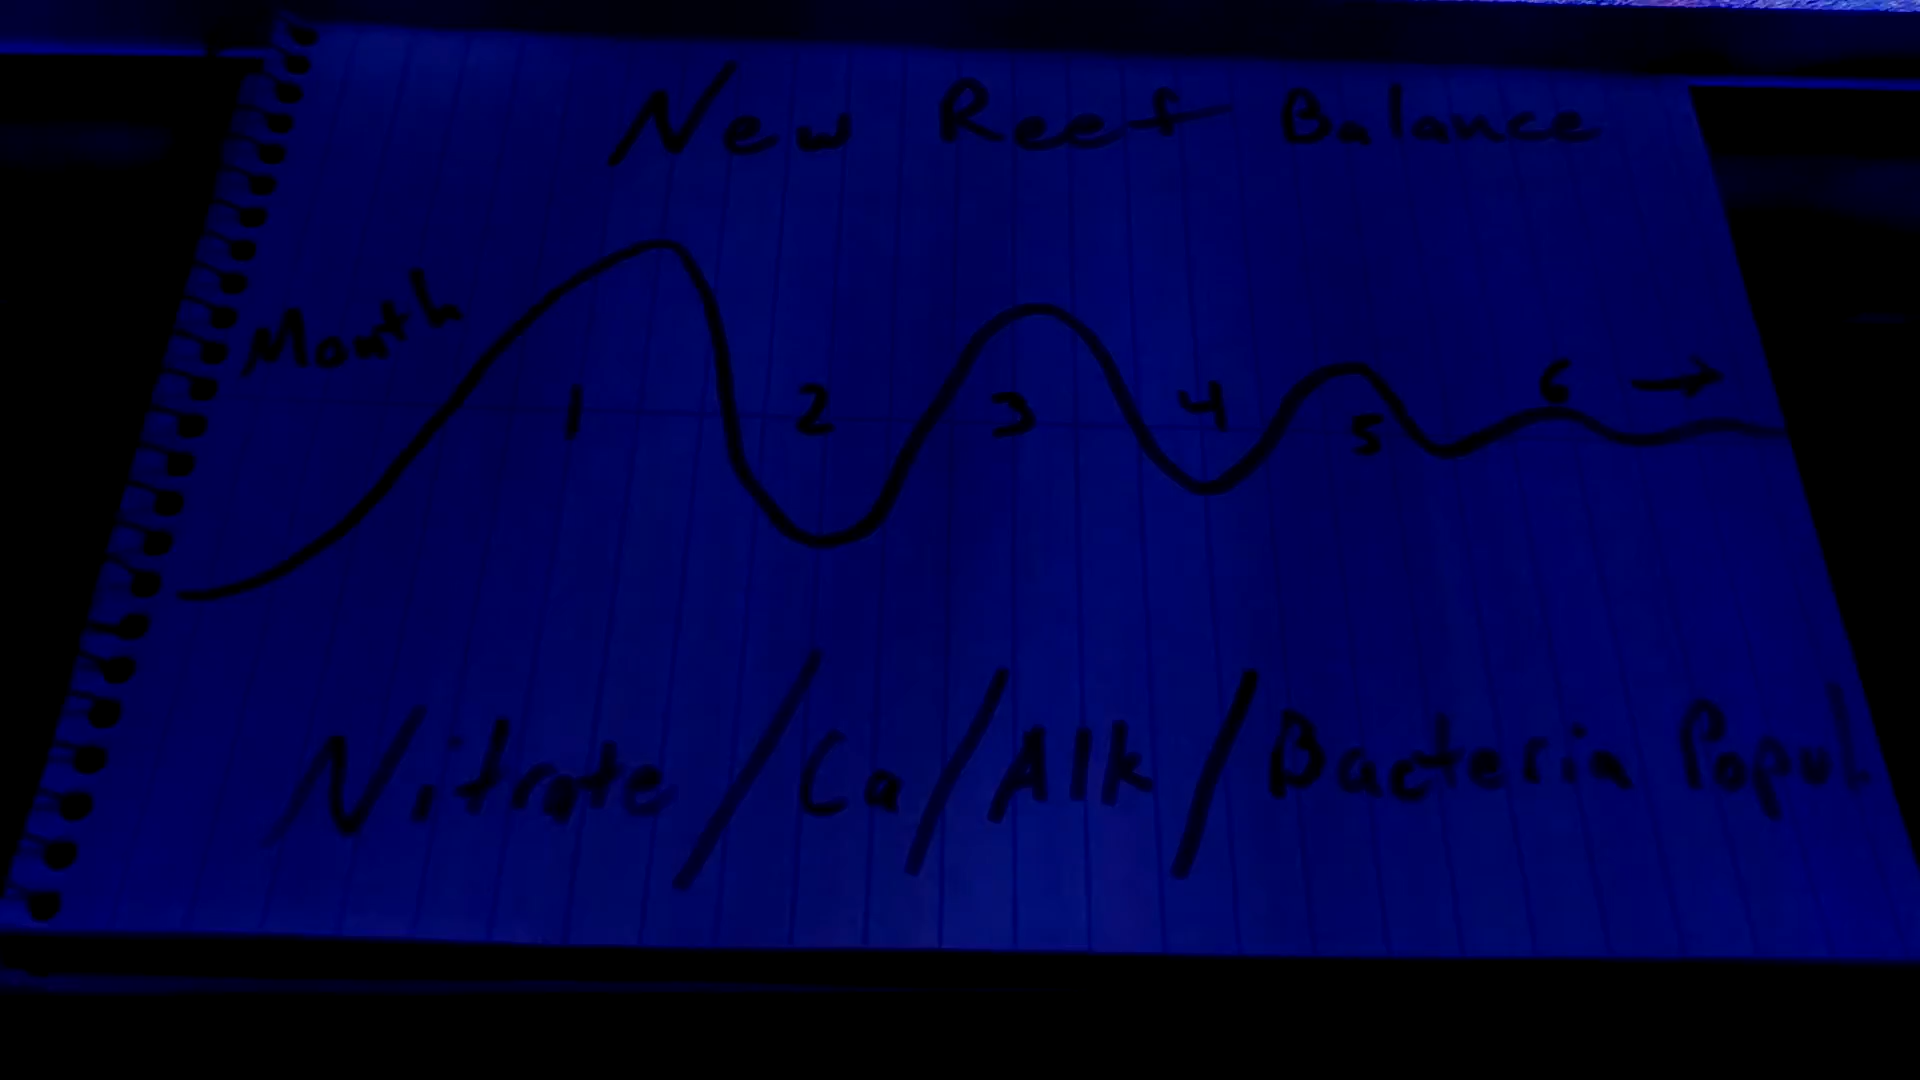 New Reef Balance
Month
1 2 3 4 5 6 →
Nitrate/Ca/Alk/Bacteria Popul